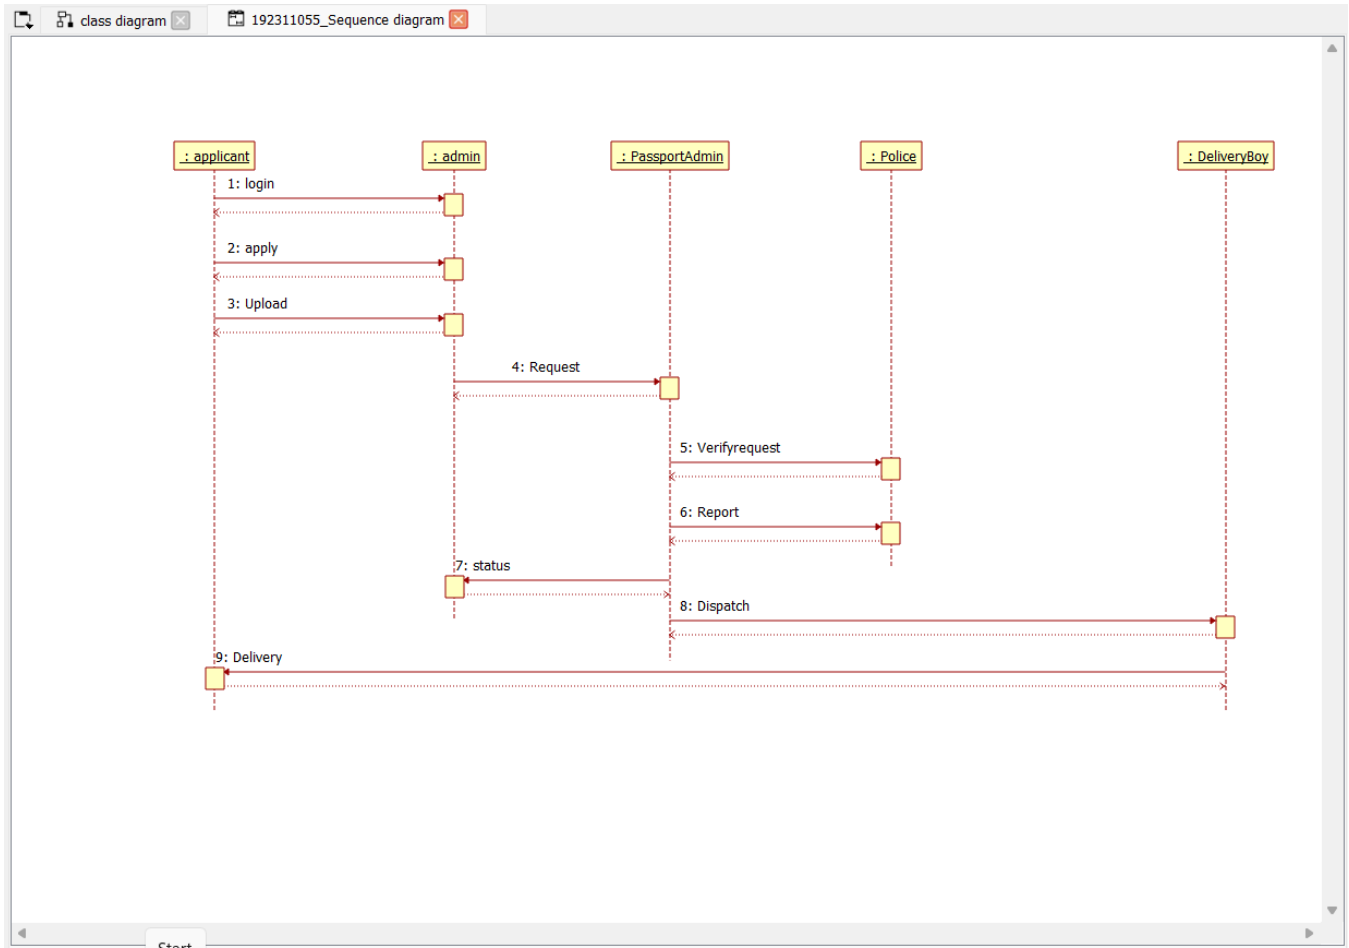 class diagram
192311055_Sequence diagram
: applicant
: admin
: PassportAdmin
: Police
: DeliveryBoy
1: login
2: apply
3: Upload
4: Request
5: Verifyrequest
6: Report
7: status
8: Dispatch
9: Delivery
Start